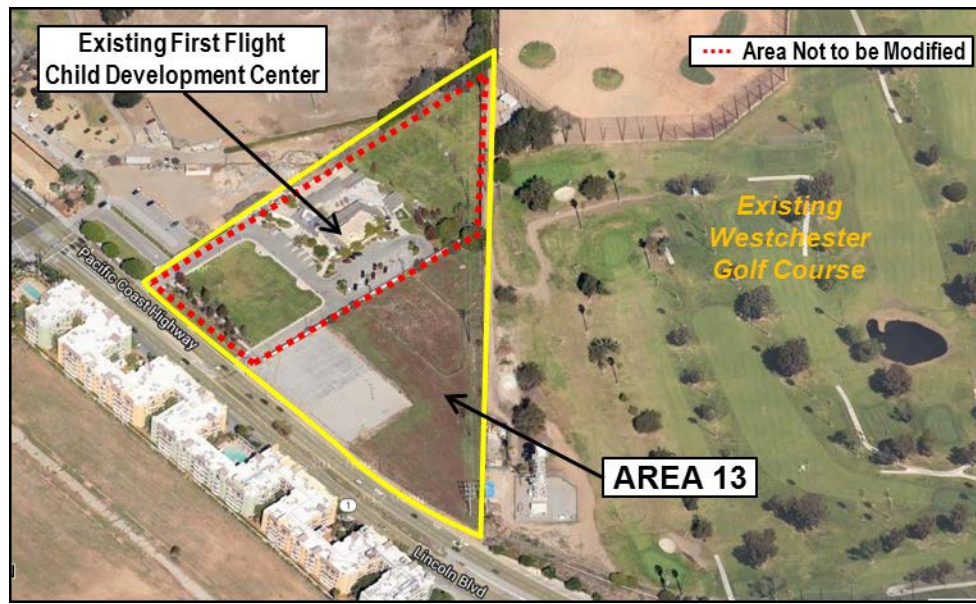 Existing First Flight
Child Development Center
Area Not to be Modified
Existing
Westchester
Golf Course
Pacific Coast Highway
AREA 13
1
Lincoln Blvd